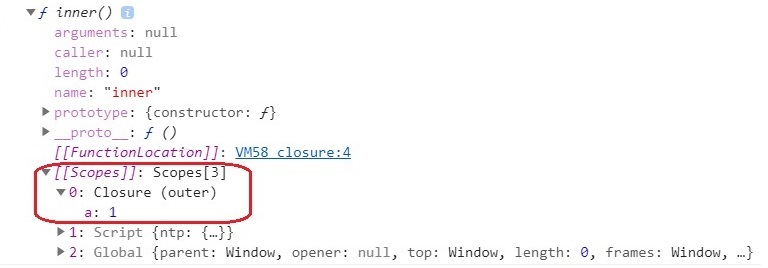 ▼ƒ inner() i
arguments: null
caller: null
length: 0
name: "inner"
▶prototype: {constructor: ƒ}
▶__proto__: ƒ ()
[[FunctionLocation]]: VM58 closure:4
▼[[Scopes]]: Scopes[3]
▼0: Closure (outer)
a: 1
▶1: Script {ntp: {…}}
▶2: Global {parent: Window, opener: null, top: Window, length: 0, frames: Window, …}